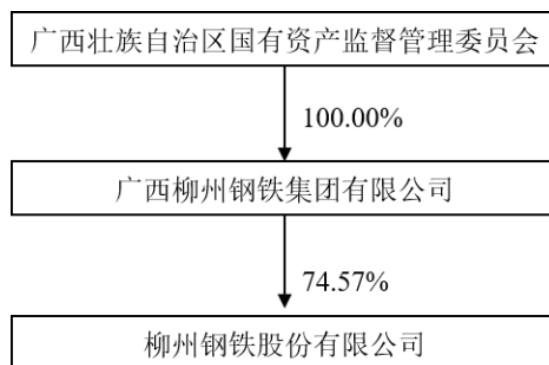 广西壮族自治区国有资产监督管理委员会
100.00%
广西柳州钢铁集团有限公司
74.57%
柳州钢铁股份有限公司